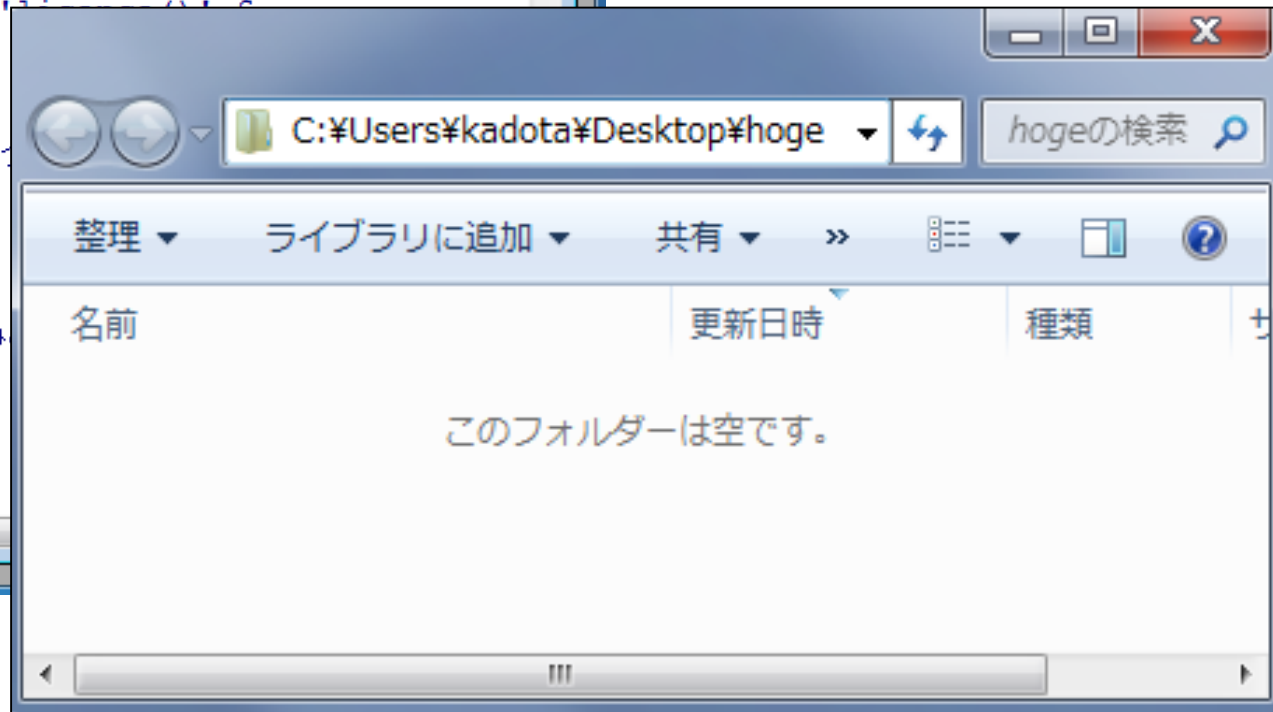 C:¥Users¥kadota¥Desktop¥hoge
hogeの検索
整理
ライブラリに追加
共有
»
名前
更新日時
種類
サ
このフォルダーは空です。